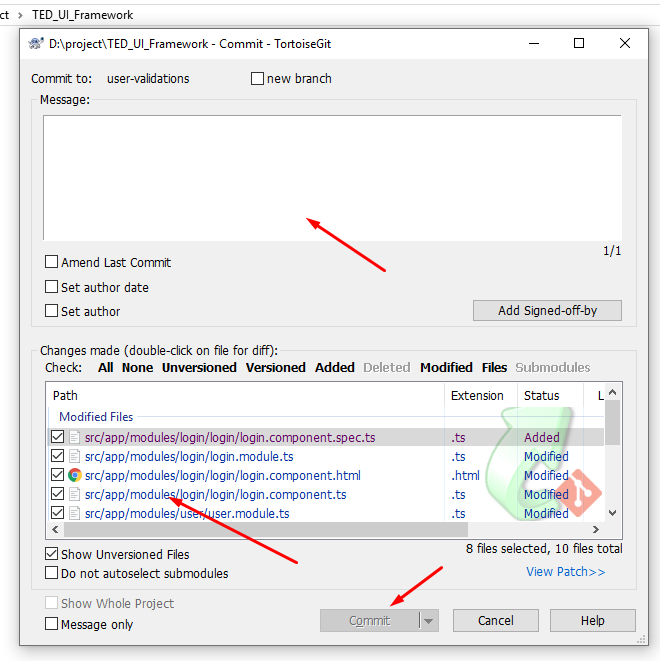 ct > TED_UI_Framework
D:\project\TED_UI_Framework - Commit - TortoiseGit
Commit to: user-validations new branch
Message:
1/1
Amend Last Commit
Set author date
Set author
Add Signed-off-by
Changes made (double-click on file for diff):
Check: All None Unversioned Versioned Added Deleted Modified Files Submodules
Path Extension Status L
Modified Files
src/app/modules/login/login/login.component.spec.ts .ts Added
src/app/modules/login/login.module.ts .ts Modified
src/app/modules/login/login/login.component.html .html Modified
src/app/modules/login/login/login.component.ts .ts Modified
src/app/modules/user/user.module.ts .ts Modified
Show Unversioned Files
8 files selected, 10 files total
Do not autoselect submodules
View Patch>>
Show Whole Project
Message only
Commit Cancel Help